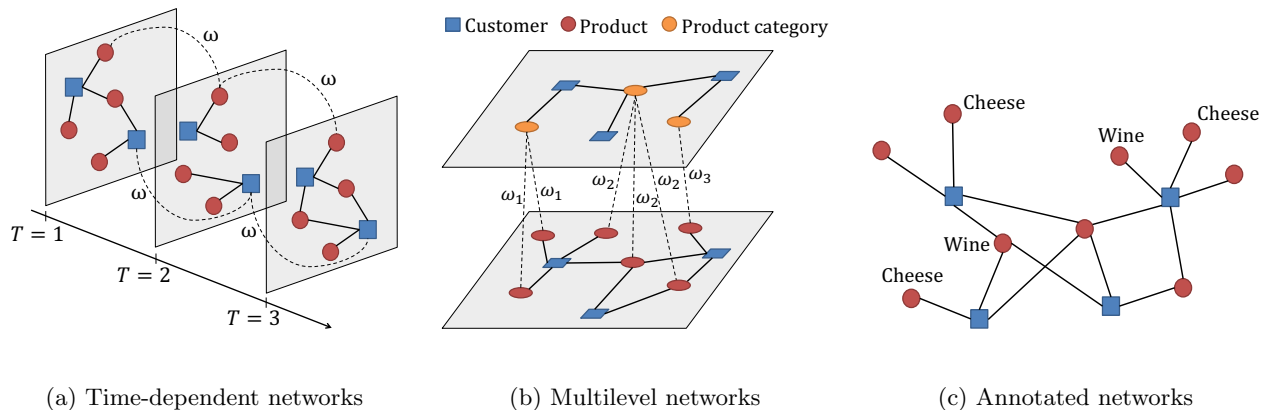 Customer Product Product category
ω
ω
ω
ω
T = 1
T = 2
T = 3
ω₁
ω₁
ω₂
ω₂
ω₃
Cheese
Cheese
Wine
Wine
Cheese
(a) Time-dependent networks
(b) Multilevel networks
(c) Annotated networks